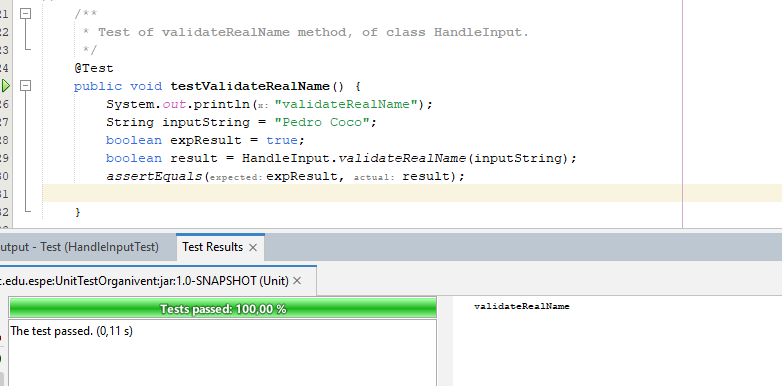 21 /**
22 * Test of validateRealName method, of class HandleInput.
23 */
24 @Test
public void testValidateRealName() {
26 System.out.println(x: "validateRealName");
27 String inputString = "Pedro Coco";
28 boolean expResult = true;
29 boolean result = HandleInput.validateRealName(inputString);
30 assertEquals(expected: expResult, actual: result);
31
32 }
utput - Test (HandleInputTest) Test Results ×
c.edu.espe:UnitTestOrganivent:jar:1.0-SNAPSHOT (Unit) ×
Tests passed: 100,00 % validateRealName
The test passed. (0,11 s)